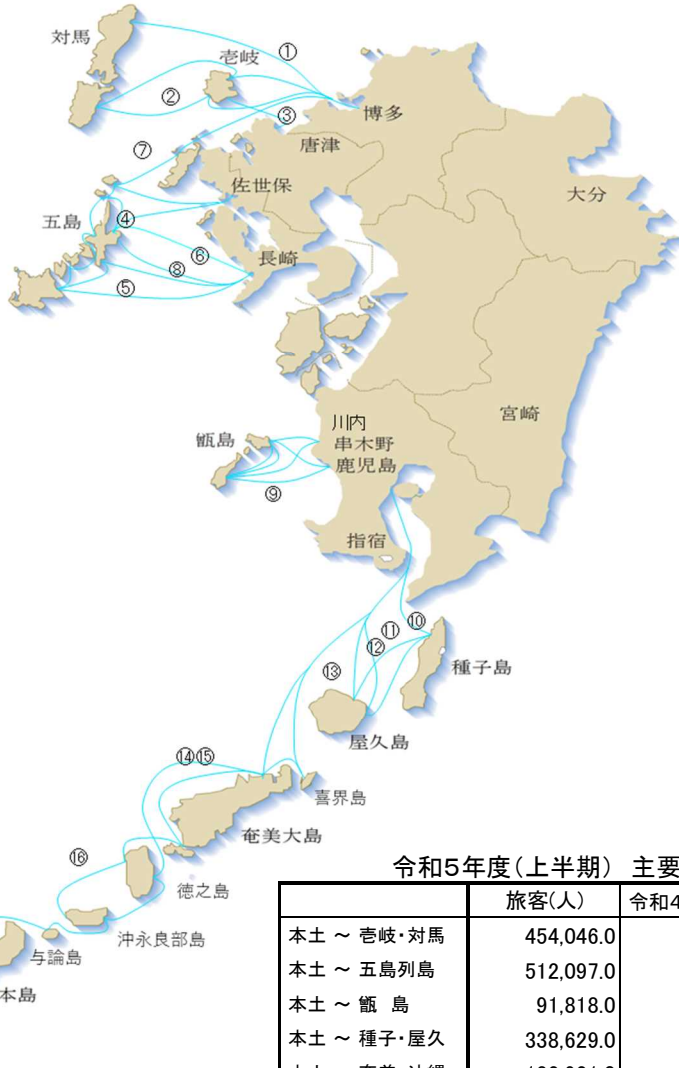 対馬
①
壱岐
②
③
博多
唐津
⑦
佐世保
大分
五島
④
⑥
長崎
⑧
⑤
宮崎
川内
甑島
串木野
鹿児島
⑨
指宿
⑩
⑪
⑫
種子島
⑬
屋久島
⑭⑮
喜界島
奄美大島
⑯
徳之島
沖永良部島
与論島
本島
令和5年度(上半期) 主要
旅客(人) 令和4
本土 ~ 壱岐・対馬 454,046.0
本土 ~ 五島列島 512,097.0
本土 ~ 甑 島 91,818.0
本土 ~ 種子・屋久 338,629.0